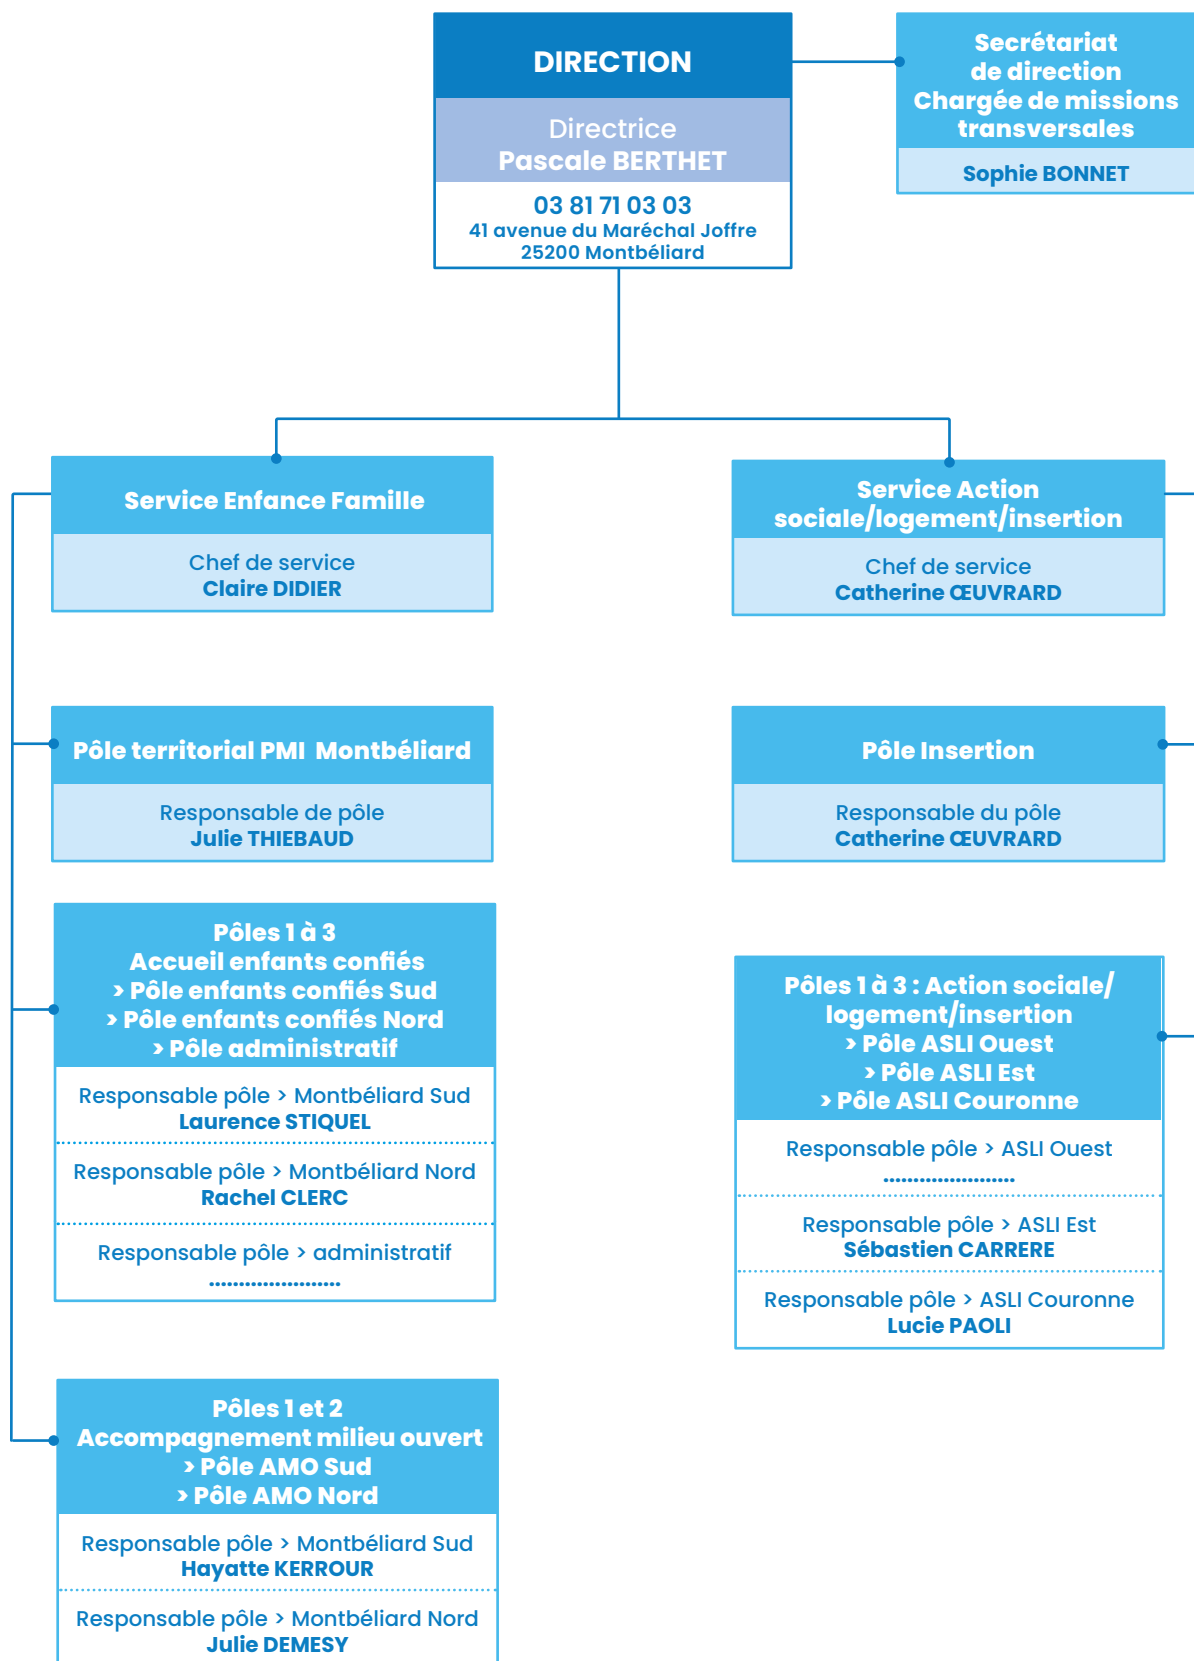 DIRECTION
Directrice
Pascale BERTHET
03 81 71 03 03
41 avenue du Maréchal Joffre
25200 Montbéliard
Secrétariat
de direction
Chargée de missions
transversales
Sophie BONNET
Service Enfance Famille
Chef de service
Claire DIDIER
Pôle territorial PMI Montbéliard
Responsable de pôle
Julie THIEBAUD
Pôles 1 à 3
Accueil enfants confiés
> Pôle enfants confiés Sud
> Pôle enfants confiés Nord
> Pôle administratif
Responsable pôle > Montbéliard Sud
Laurence STIQUEL
Responsable pôle > Montbéliard Nord
Rachel CLERC
Responsable pôle > administratif
......................
Pôles 1 et 2
Accompagnement milieu ouvert
> Pôle AMO Sud
> Pôle AMO Nord
Responsable pôle > Montbéliard Sud
Hayatte KERROUR
Responsable pôle > Montbéliard Nord
Julie DEMESY
Service Action
sociale/logement/insertion
Chef de service
Catherine ŒUVRARD
Pôle Insertion
Responsable du pôle
Catherine ŒUVRARD
Pôles 1 à 3 : Action sociale/
logement/insertion
> Pôle ASLI Ouest
> Pôle ASLI Est
> Pôle ASLI Couronne
Responsable pôle > ASLI Ouest
......................
Responsable pôle > ASLI Est
Sébastien CARRERE
Responsable pôle > ASLI Couronne
Lucie PAOLI